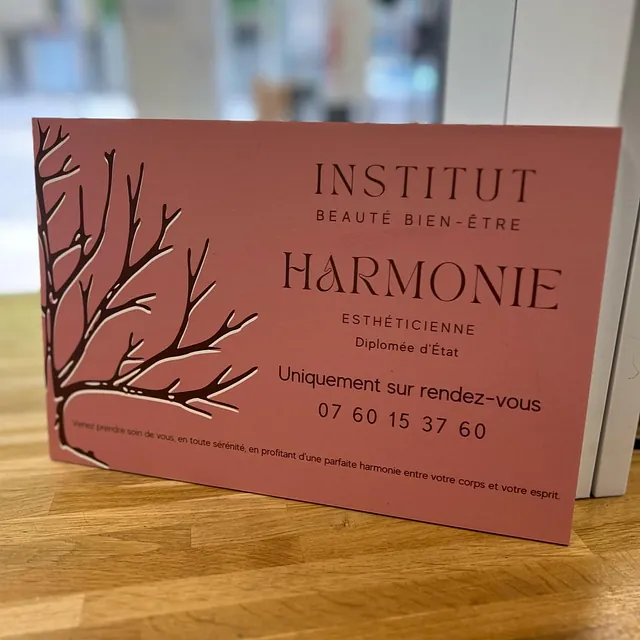 INSTITUT
BEAUTÉ BIEN-ÊTRE
HARMONIE
ESTHÉTICIENNE
Diplomée d'État
Uniquement sur rendez-vous
07 60 15 37 60
Venez prendre soin de vous, en toute sérénité, en profitant d'une parfaite harmonie entre votre corps et votre esprit.